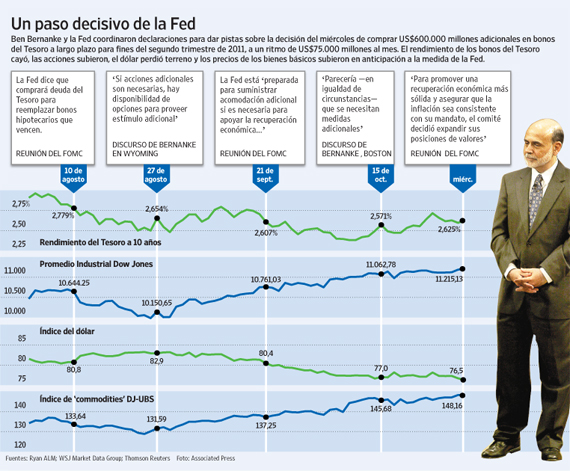 Un paso decisivo de la Fed
Ben Bernanke y la Fed coordinaron declaraciones para dar pistas sobre la decisión del miércoles de comprar US$600.000 millones adicionales en bonos
del Tesoro a largo plazo para fines del segundo trimestre de 2011, a un ritmo de US$75.000 millones al mes. El rendimiento de los bonos del Tesoro
cayó, las acciones subieron, el dólar perdió terreno y los precios de los bienes básicos subieron en anticipación a la medida de la Fed.
La Fed dice que
comprará deuda del
Tesoro para
reemplazar bonos
hipotecarios que
vencen.
REUNIÓN DEL FOMC
'Si acciones adicionales
son necesarias, hay
disponibilidad de
opciones para proveer
estímulo adicional'
DISCURSO DE BERNANKE
EN WYOMING
La Fed está 'preparada
para suministrar
acomodación adicional
si es necesaria para
apoyar la recuperación
económica...'
REUNIÓN DEL FOMC
'Parecería —en
igualdad de
circunstancias—
que se necesitan
medidas
adicionales'
DISCURSO DE
BERNANKE, BOSTON
'Para promover una
recuperación económica más
sólida y asegurar que la
inflación sea consistente
con su mandato, el comité
decidió expandir sus
posiciones de valores'
REUNIÓN DEL FOMC
10 de
agosto
27 de
agosto
21 de
sept.
15 de
oct.
miérc.
2,75%
2,50
2,25
2,779%
2,654%
2,607%
2,571%
2,625%
Rendimiento del Tesoro a 10 años
Promedio Industrial Dow Jones
11.000
10.500
10.000
10.644.25
10.150,65
10.761,03
11.062,78
11.215,13
Índice del dólar
85
80
75
80,8
82,9
80,4
77,0
76,5
Índice de 'commodities' DJ-UBS
140
130
120
133,64
131,59
137,25
145,68
148,16
Fuentes: Ryan ALM; WSJ Market Data Group; Thomson Reuters Foto: Associated Press